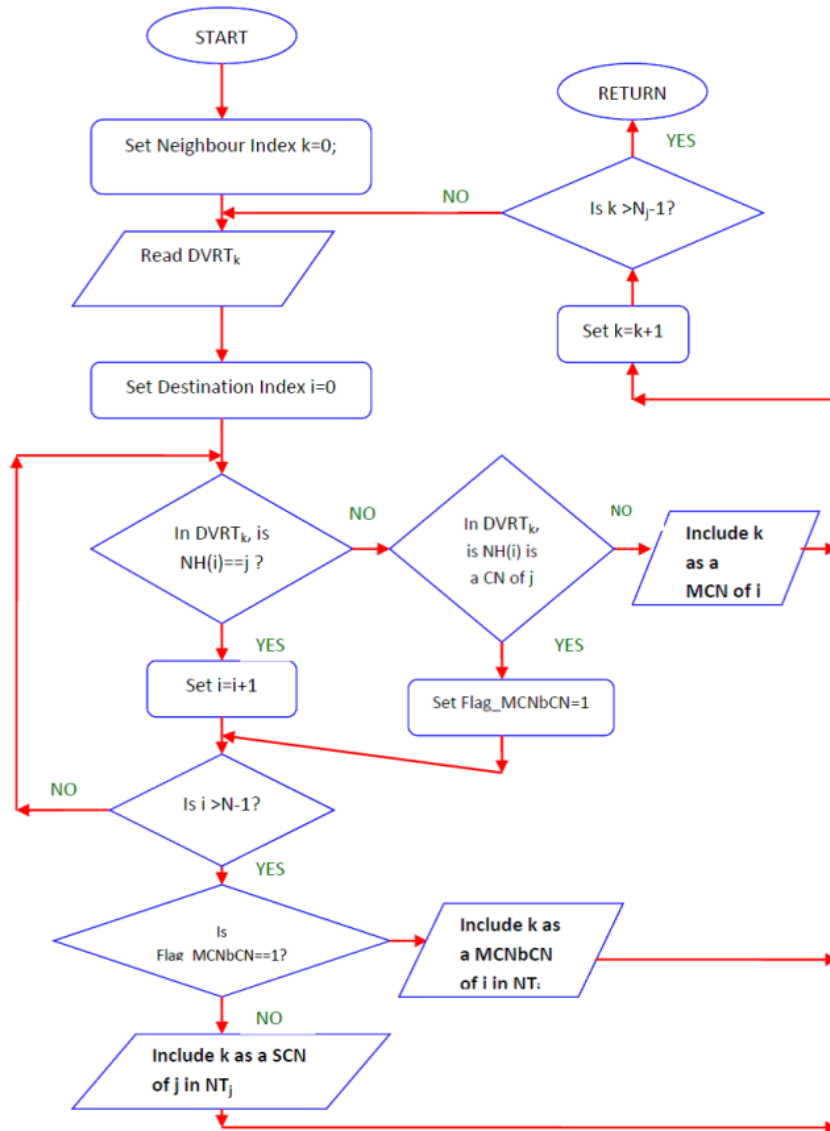 START
Set Neighbour Index k=0;
Read DVRTk
Set Destination Index i=0
RETURN
YES
Is k >Nj-1?
NO
Set k=k+1
In DVRTk, is
NH(i)==j ?
NO
YES
In DVRTk,
is NH(i) is
a CN of j
NO
YES
Include k
as a
MCN of i
Set i=i+1
Set Flag_MCNbCN=1
Is i >N-1?
NO
YES
Is
Flag_MCNbCN==1?
Include k as
a MCNbCN
of i in NTi
NO
Include k as a SCN
of j in NTj